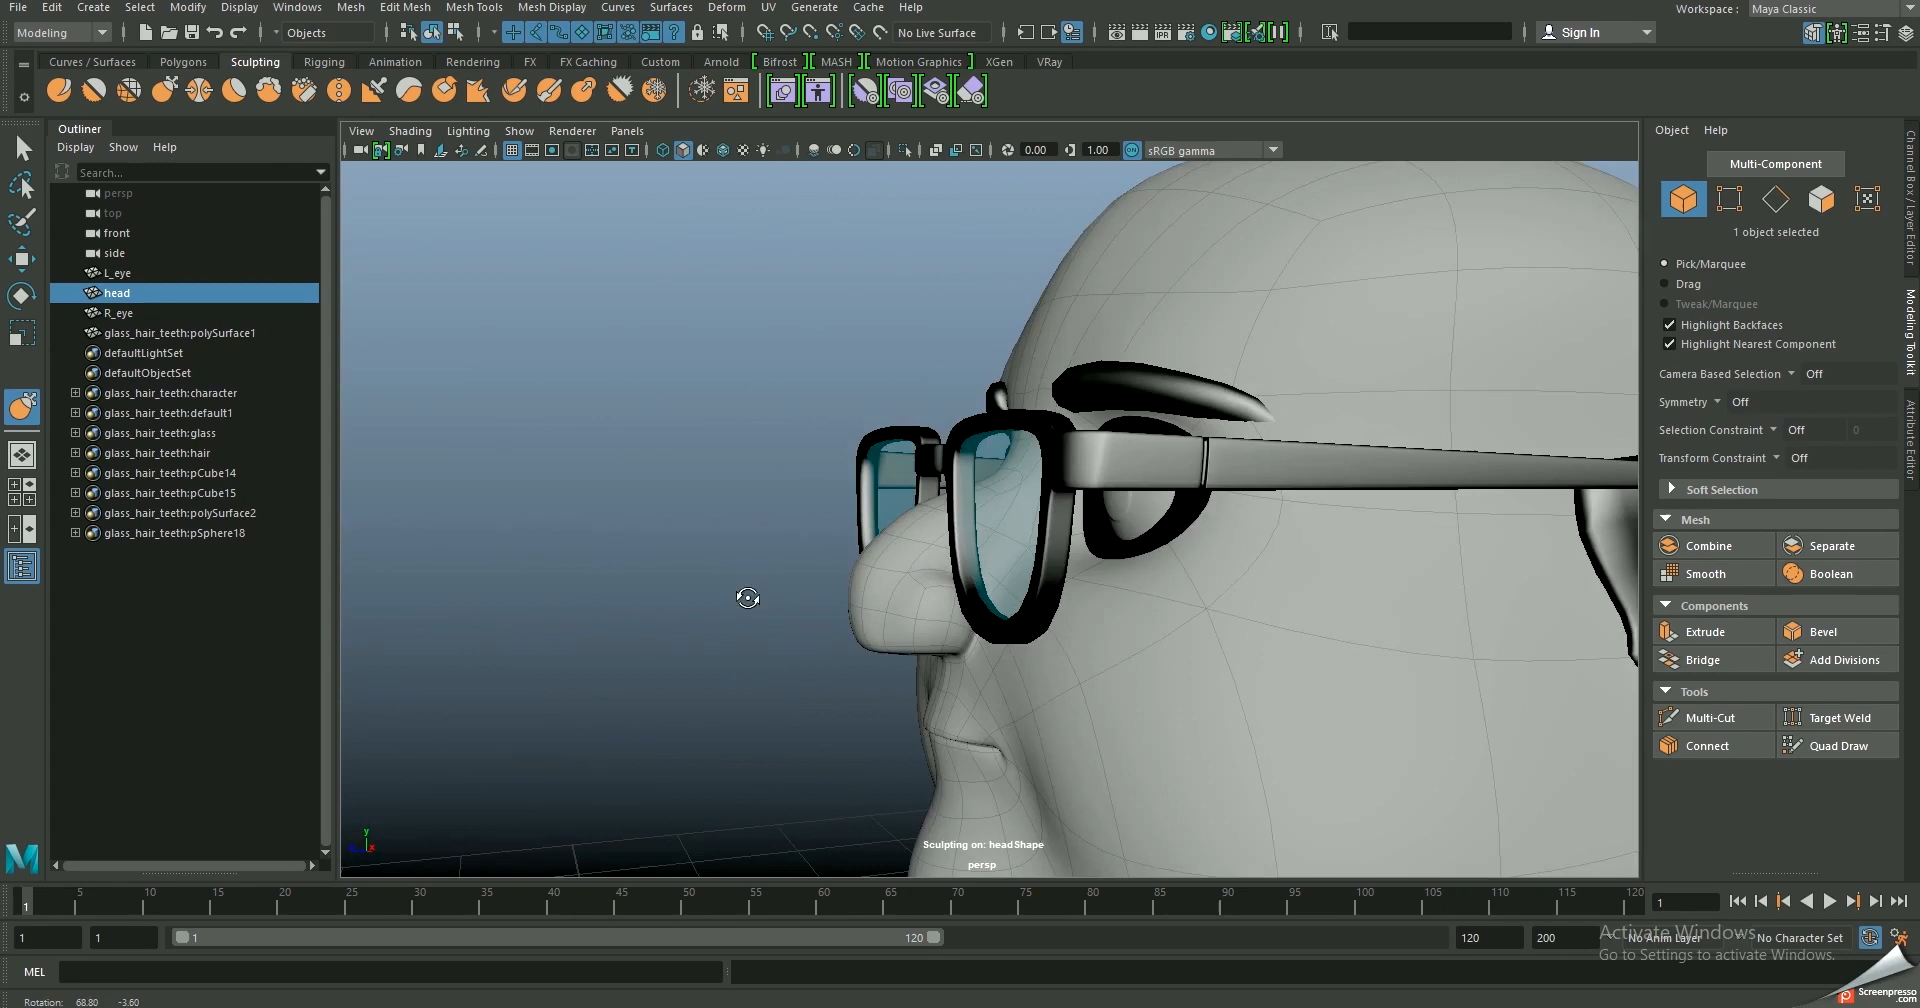 File Edit Create Select Modify Display Windows Mesh Edit Mesh Mesh Tools Mesh Display Curves Surfaces Deform UV Generate Cache Help
Workspace : Maya Classic
Modeling Objects No Live Surface Sign In
Curves / Surfaces Polygons Sculpting Rigging Animation Rendering FX FX Caching Custom Arnold Bifrost MASH Motion Graphics XGen VRay
IPR
Outliner
Display Show Help
Search...
persp
top
front
side
L_eye
head
R_eye
glass_hair_teeth:polySurface1
defaultLightSet
defaultObjectSet
glass_hair_teeth:character
glass_hair_teeth:default1
glass_hair_teeth:glass
glass_hair_teeth:hair
glass_hair_teeth:pCube14
glass_hair_teeth:pCube15
glass_hair_teeth:polySurface2
glass_hair_teeth:pSphere18
View Shading Lighting Show Renderer Panels
0.00 1.00 ON sRGB gamma
y
x
Sculpting on: headShape
persp
Object Help
Multi-Component
1 object selected
Pick/Marquee
Drag
Tweak/Marquee
Highlight Backfaces
Highlight Nearest Component
Camera Based Selection Off
Symmetry Off
Selection Constraint Off 0
Transform Constraint Off
Soft Selection
Mesh
Combine Separate
Smooth Boolean
Components
Extrude Bevel
Bridge Add Divisions
Tools
Multi-Cut Target Weld
Connect Quad Draw
Channel Box / Layer Editor
Modeling Toolkit
Attribute Editor
1 5 10 15 20 25 30 35 40 45 50 55 60 65 70 75 80 85 90 95 100 105 110 115 120
1
1 1 1 120 120 200 No Anim Layer No Character Set
Activate Windows
Go to Settings to activate Windows.
MEL
Rotation: 68.80 -3.60
Screenpresso
.com